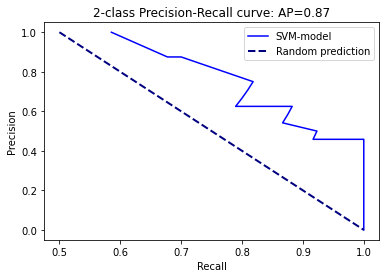 2-class Precision-Recall curve: AP=0.87
SVM-model
Random prediction
Precision
1.0
0.8
0.6
0.4
0.2
0.0
0.5 0.6 0.7 0.8 0.9 1.0
Recall